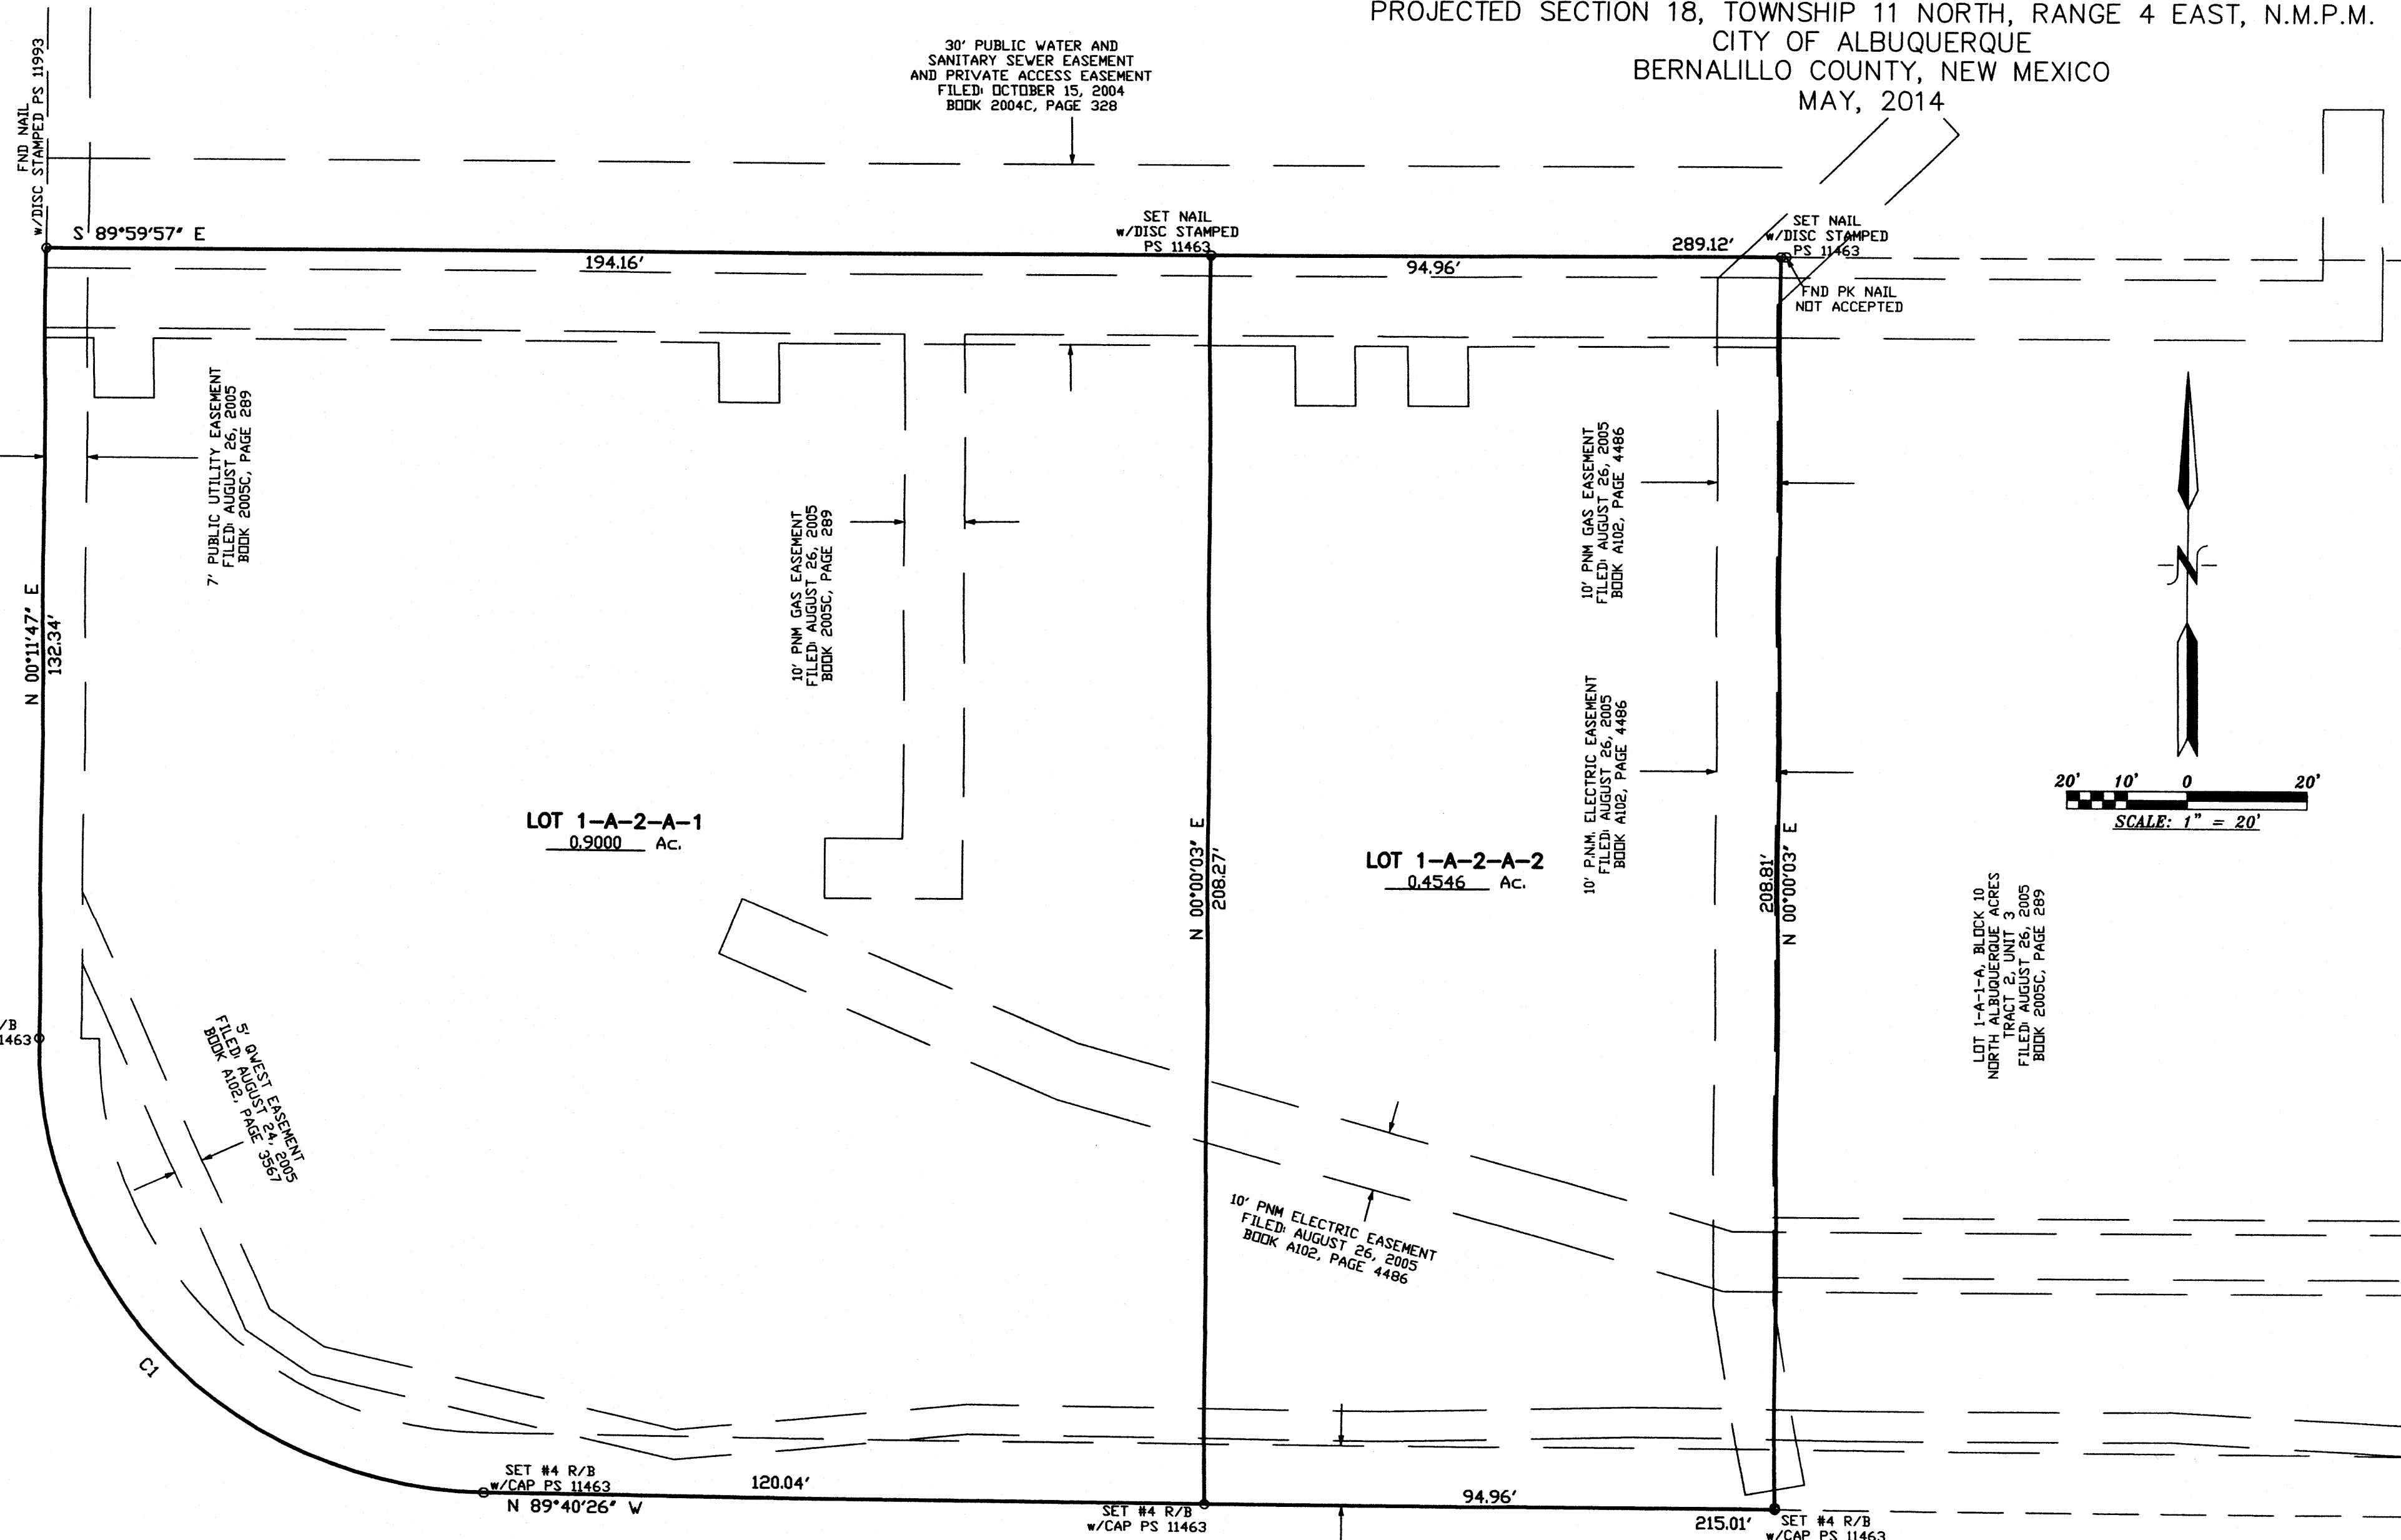 PROJECTED SECTION 18, TOWNSHIP 11 NORTH, RANGE 4 EAST, N.M.P.M.
CITY OF ALBUQUERQUE
BERNALILLO COUNTY, NEW MEXICO
MAY, 2014
30' PUBLIC WATER AND
SANITARY SEWER EASEMENT
AND PRIVATE ACCESS EASEMENT
FILED: OCTOBER 15, 2004
BOOK 2004C, PAGE 328
FND NAIL
w/DISC STAMPED PS 11993
S 89°59'57" E
194.16'
SET NAIL
w/DISC STAMPED
PS 11463
94.96'
289.12'
SET NAIL
w/DISC STAMPED
PS 11463
FND PK NAIL
NOT ACCEPTED
7' PUBLIC UTILITY EASEMENT
FILED: AUGUST 26, 2005
BOOK 2005C, PAGE 289
10' PNM GAS EASEMENT
FILED: AUGUST 26, 2005
BOOK 2005C, PAGE 289
10' PNM GAS EASEMENT
FILED: AUGUST 26, 2005
BOOK A102, PAGE 4486
10' P.N.M. ELECTRIC EASEMENT
FILED: AUGUST 26, 2005
BOOK A102, PAGE 4486
N 00°11'47" E
132.34'
N
20' 10' 0 20'
SCALE: 1" = 20'
LOT 1-A-2-A-1
0.9000 Ac.
N 00°00'03" E
208.27'
LOT 1-A-2-A-2
0.4546 Ac.
208.81'
N 00°00'03" E
LOT 1-A-1-A, BLOCK 10
NORTH ALBUQUERQUE ACRES
TRACT 2, UNIT 3
FILED: AUGUST 26, 2005
BOOK 2005C, PAGE 289
/B
1463
5' QWEST EASEMENT
FILED: AUGUST 24, 2005
BOOK A102, PAGE 3567
10' PNM ELECTRIC EASEMENT
FILED: AUGUST 26, 2005
BOOK A102, PAGE 4486
C1
SET #4 R/B
w/CAP PS 11463
N 89°40'26" W
120.04'
SET #4 R/B
w/CAP PS 11463
94.96'
215.01'
SET #4 R/B
w/CAP PS 11463